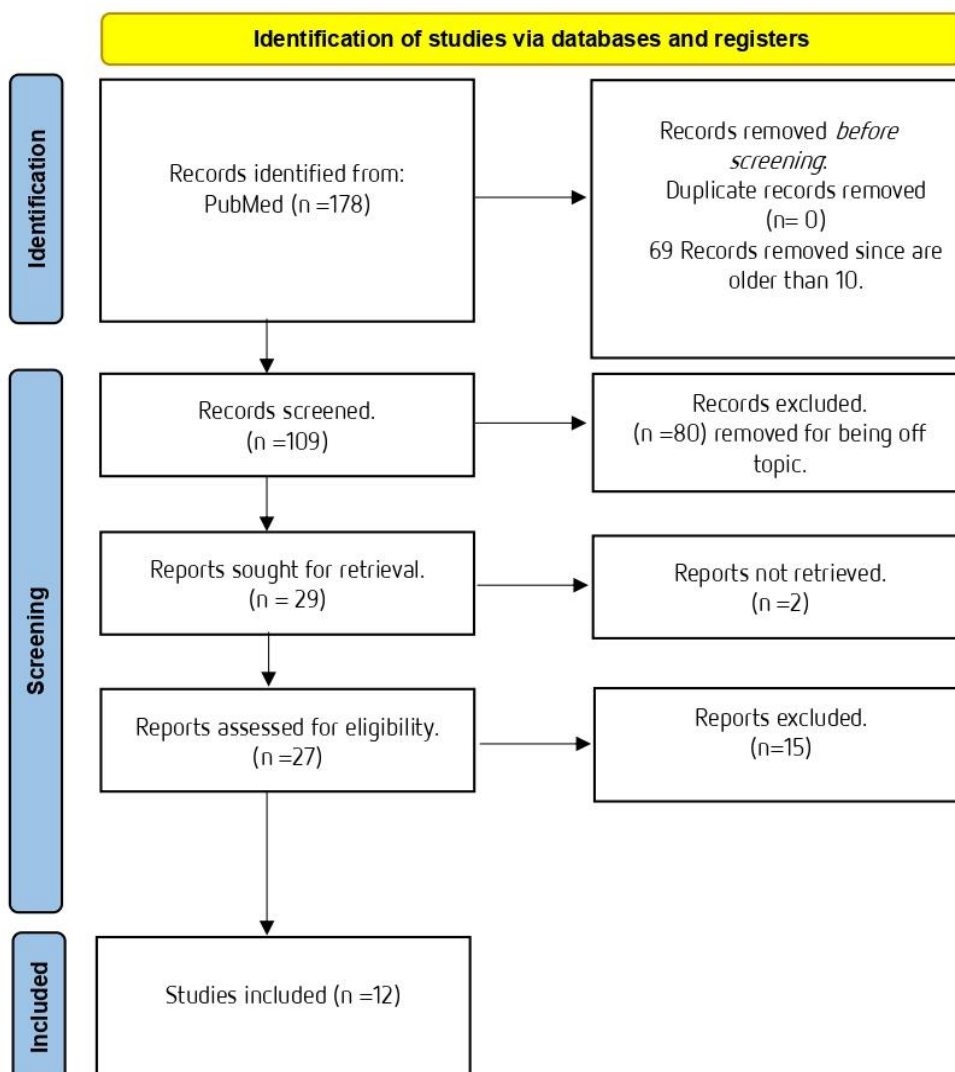 Identification of studies via databases and registers
Identification
Records identified from:
PubMed (n =178)
Records removed before
screening.
Duplicate records removed
(n= 0)
69 Records removed since are
older than 10.
Screening
Records screened.
(n =109)
Records excluded.
(n =80) removed for being off
topic.
Reports sought for retrieval.
(n = 29)
Reports not retrieved.
(n =2)
Reports assessed for eligibility.
(n =27)
Reports excluded.
(n=15)
Included
Studies included (n =12)